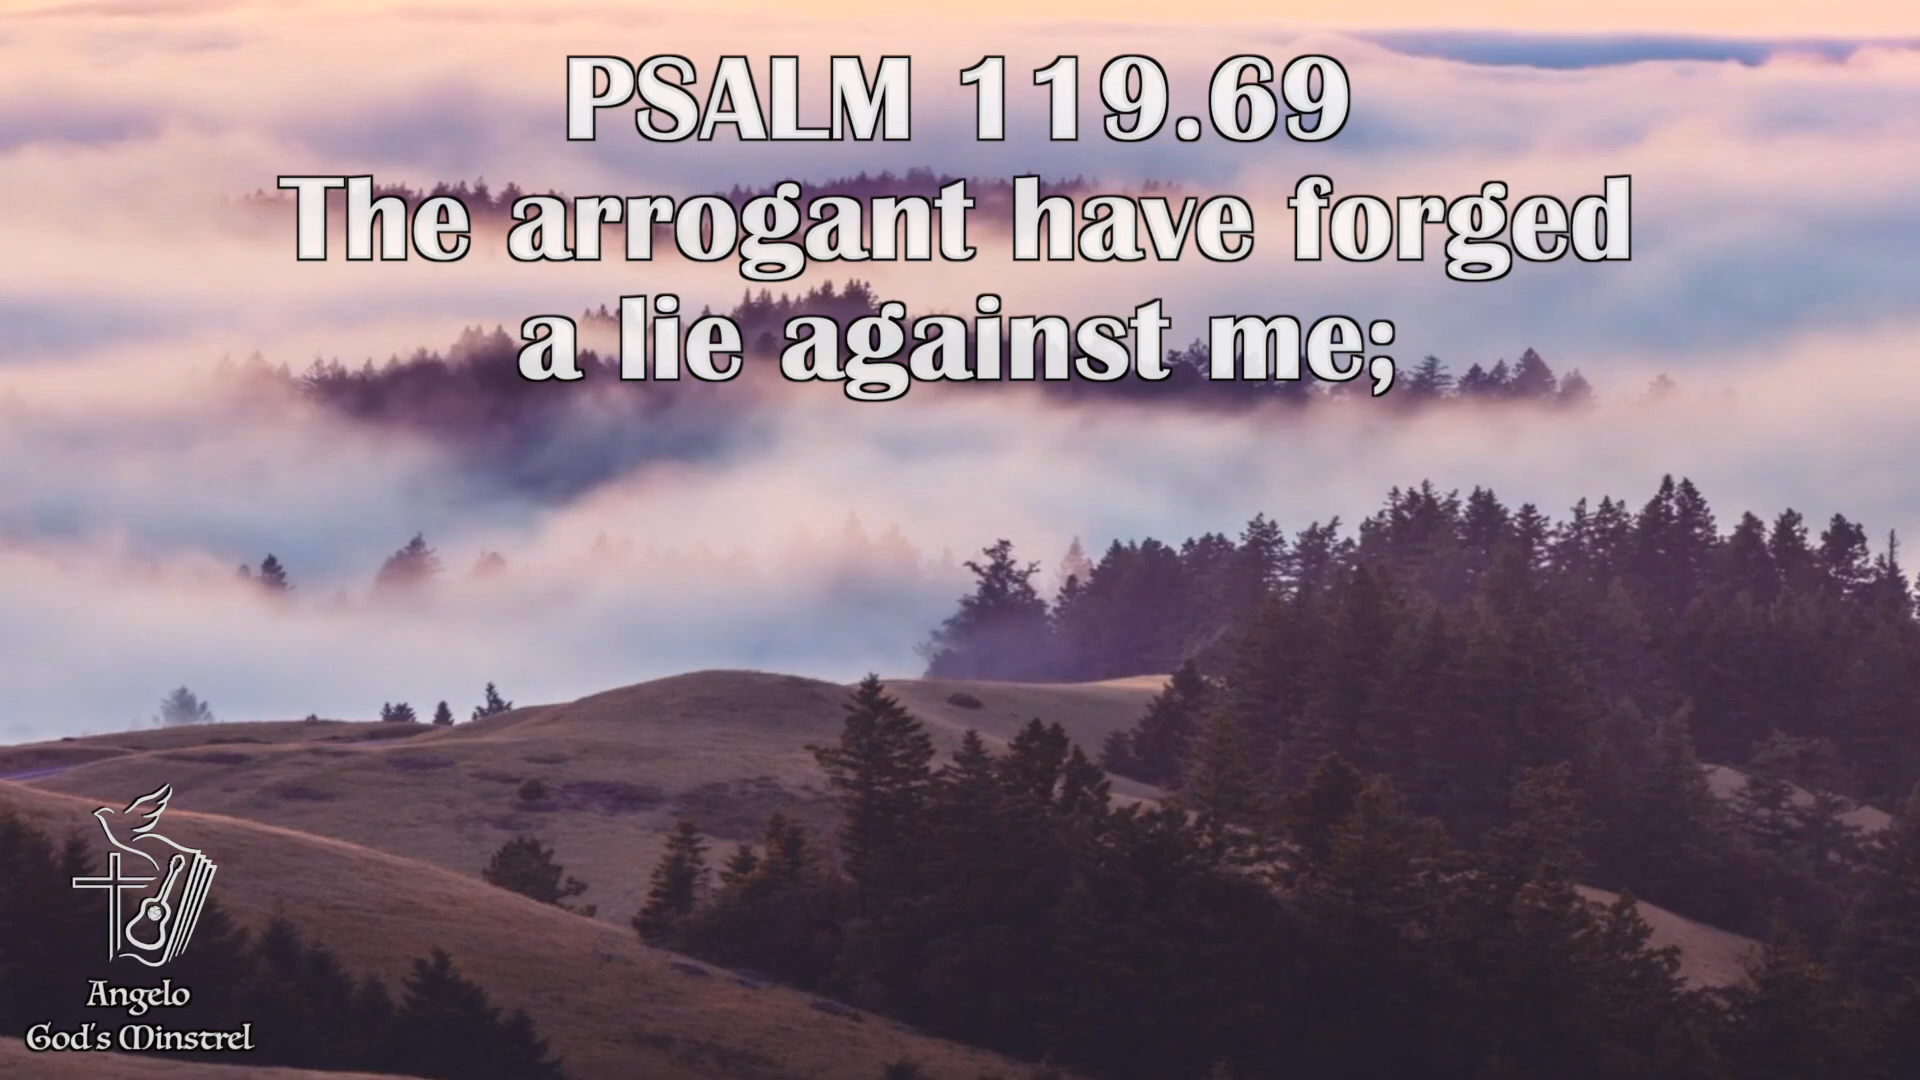 PSALM 119.69
The arrogant have forged
a lie against me;
Angelo
God's Minstrel